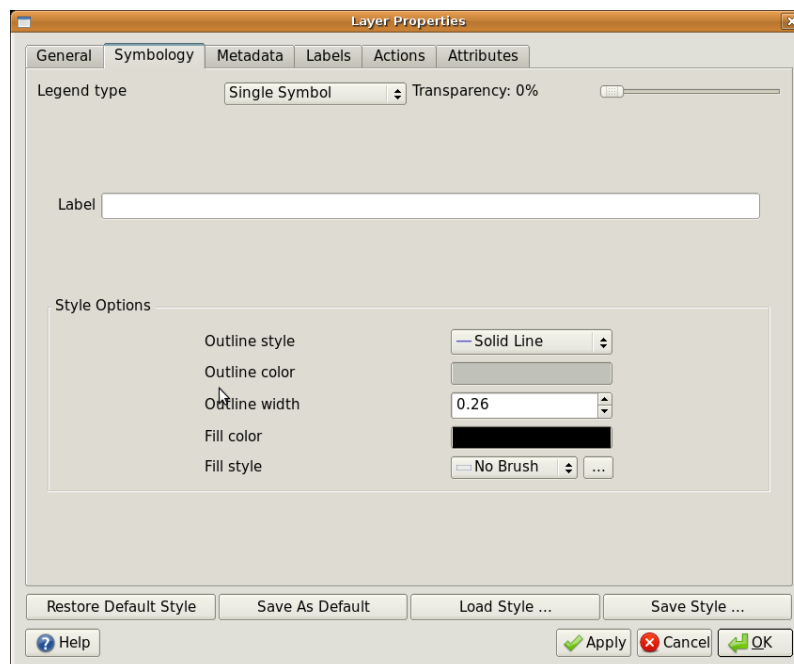 Layer Properties
General Symbology Metadata Labels Actions Attributes
Legend type Single Symbol Transparency: 0%
Label
Style Options
Outline style Solid Line
Outline color
Outline width 0.26
Fill color
Fill style No Brush ...
Restore Default Style Save As Default Load Style ... Save Style ...
Help Apply Cancel OK